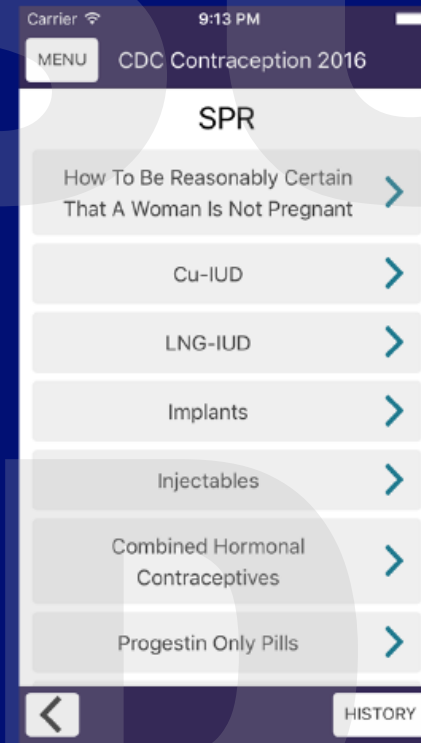 Carrier 9:13 PM
MENU CDC Contraception 2016
SPR
How To Be Reasonably Certain
That A Woman Is Not Pregnant
Cu-IUD
LNG-IUD
Implants
Injectables
Combined Hormonal
Contraceptives
Progestin Only Pills
HISTORY